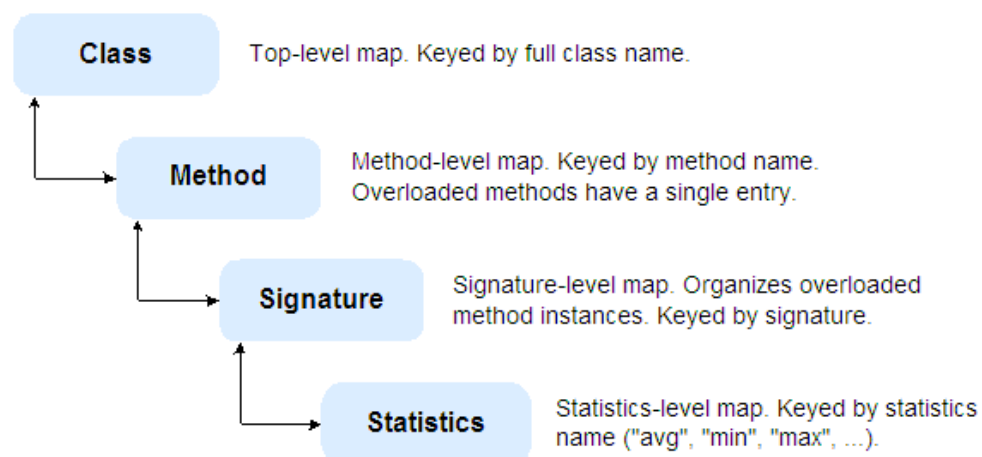 Class
Top-level map. Keyed by full class name.
Method
Method-level map. Keyed by method name.
Overloaded methods have a single entry.
Signature
Signature-level map. Organizes overloaded
method instances. Keyed by signature.
Statistics
Statistics-level map. Keyed by statistics
name ("avg", "min", "max", ...).